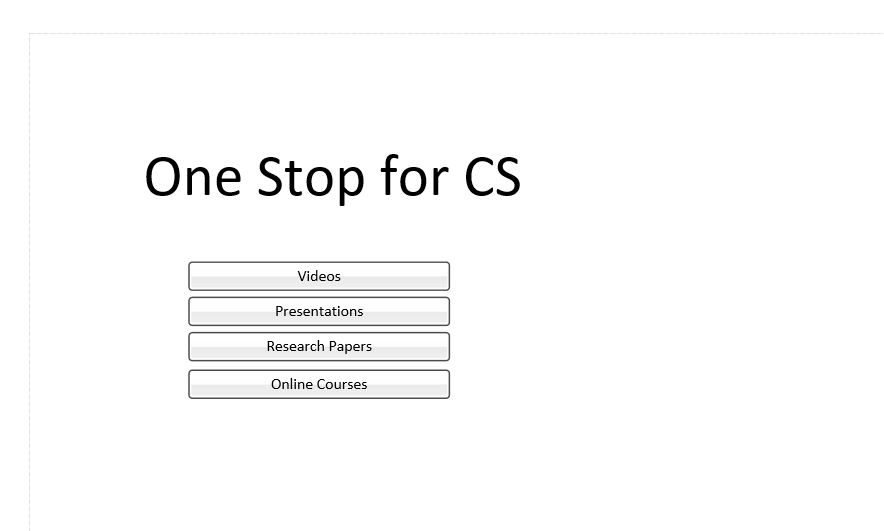 One Stop for CS
Videos
Presentations
Research Papers
Online Courses